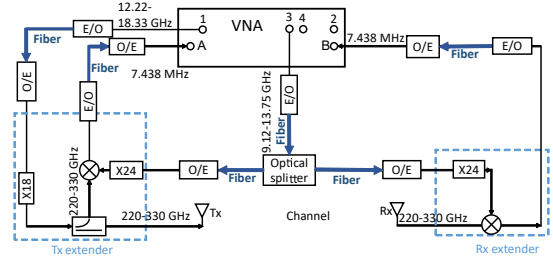 12.22-
18.33 GHz
E/O
1
VNA
3
4
2
Fiber
O/E
A
B
7.438 MHz
O/E
E/O
Fiber
Fiber
7.438 MHz
O/E
E/O
E/O
9.12-13.75 GHz
Fiber
220-330 GHz
X24
O/E
Fiber
Optical
splitter
Fiber
O/E
X24
X18
220-330 GHz
Tx
Channel
Rx
220-330 GHz
Tx extender
Rx extender